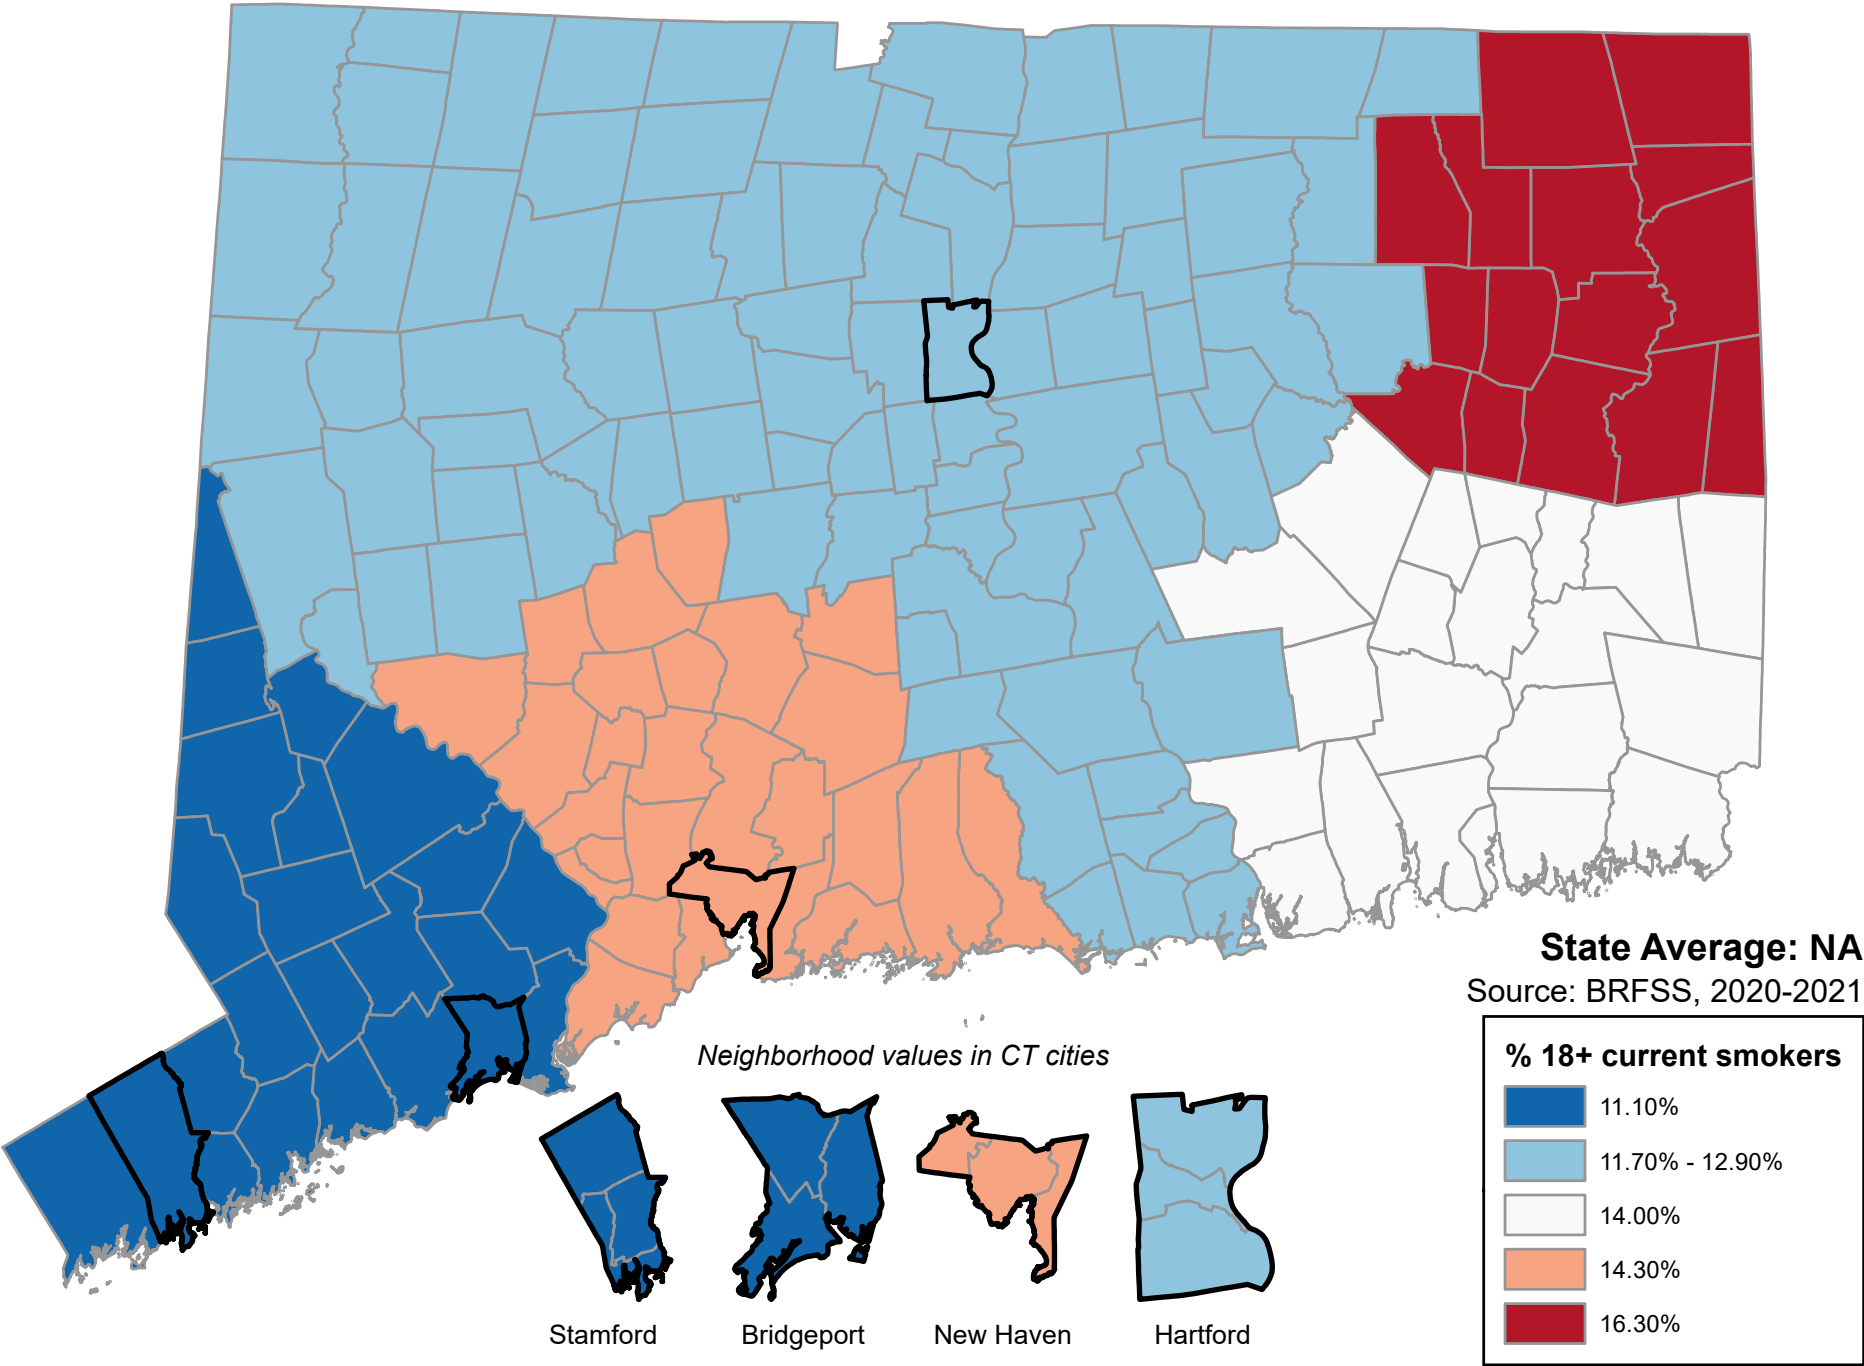 State Average: NA
Source: BRFSS, 2020-2021
Neighborhood values in CT cities
% 18+ current smokers
11.10%
11.70% - 12.90%
14.00%
14.30%
16.30%
Stamford
Bridgeport
New Haven
Hartford